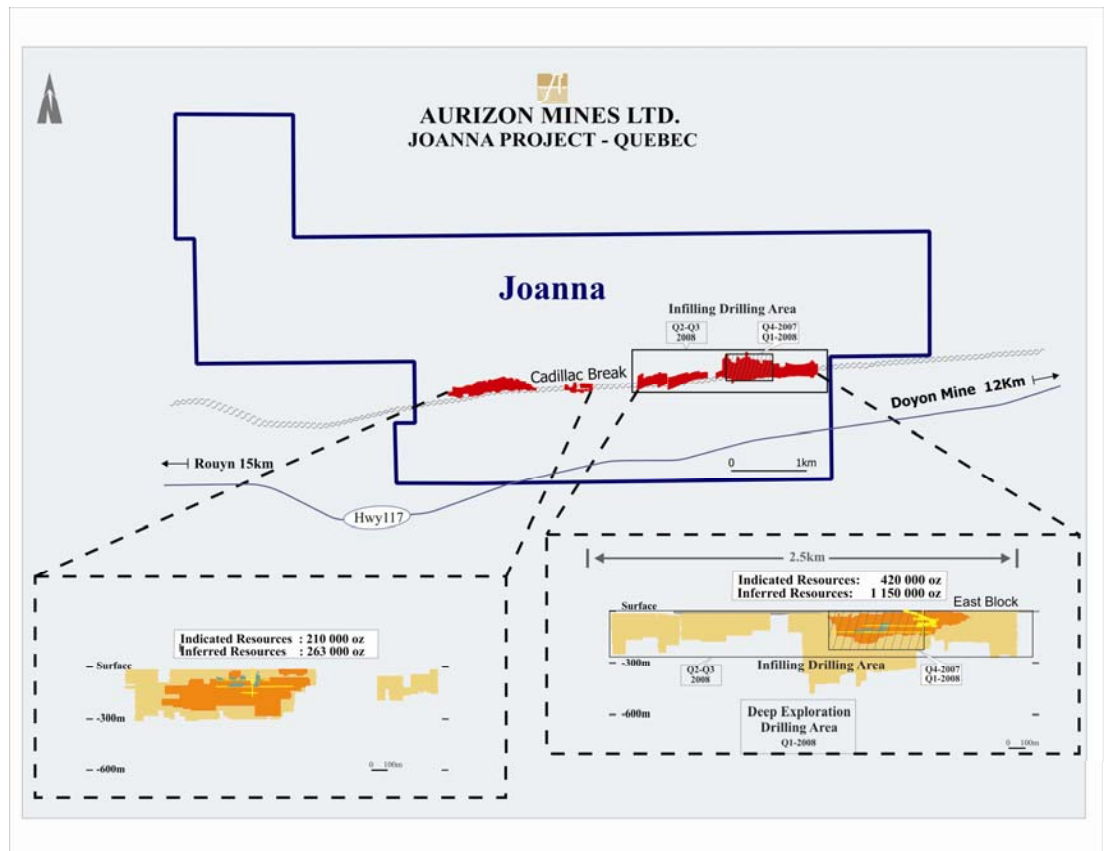 AURIZON MINES LTD.
JOANNA PROJECT - QUEBEC
Joanna
Infilling Drilling Area
Q2-Q3
2008
Q4-2007
Q1-2008
Cadillac Break
Doyon Mine 12Km
Rouyn 15km
0 1km
Hwy117
2.5km
Indicated Resources: 420 000 oz
Inferred Resources: 1 150 000 oz
Surface
East Block
-300m
Q2-Q3
2008
Infilling Drilling Area
Q4-2007
Q1-2008
-600m
Deep Exploration
Drilling Area
Q1-2008
0 100m
Indicated Resources : 210 000 oz
Inferred Resources : 263 000 oz
Surface
-300m
-600m
0 100m